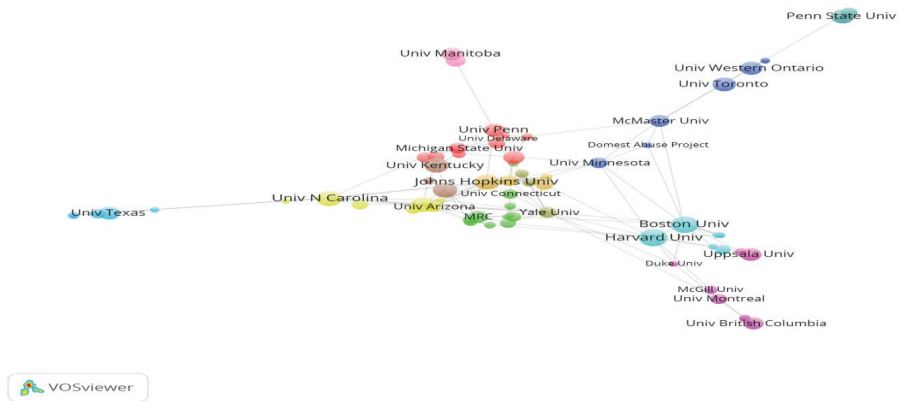 Penn State Univ
Univ Manitoba
Univ Western Ontario
Univ Toronto
McMaster Univ
Univ Penn
Univ Delaware
Domest Abuse Project
Michigan State Univ
Univ Minnesota
Univ Kentucky
Johns Hopkins Univ
Univ Connecticut
Univ N Carolina
Univ Arizona
Univ Texas
MRC
Yale Univ
Boston Univ
Harvard Univ
Uppsala Univ
Duke Univ
McGill Univ
Univ Montreal
Univ British Columbia
VOSviewer